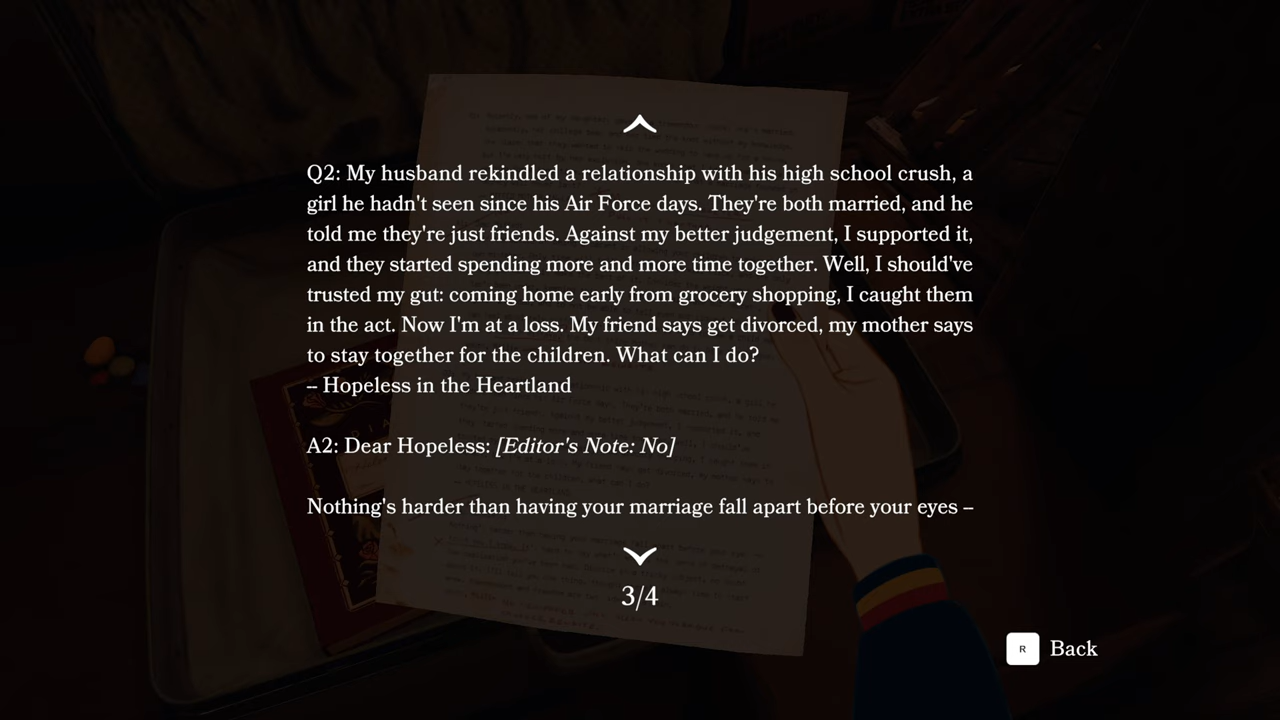 Q2: My husband rekindled a relationship with his high school crush, a
girl he hadn't seen since his Air Force days. They're both married, and he
told me they're just friends. Against my better judgement, I supported it,
and they started spending more and more time together. Well, I should've
trusted my gut: coming home early from grocery shopping, I caught them
in the act. Now I'm at a loss. My friend says get divorced, my mother says
to stay together for the children. What can I do?
-- Hopeless in the Heartland
A2: Dear Hopeless: [Editor's Note: No]
Nothing's harder than having your marriage fall apart before your eyes –
3/4
R Back